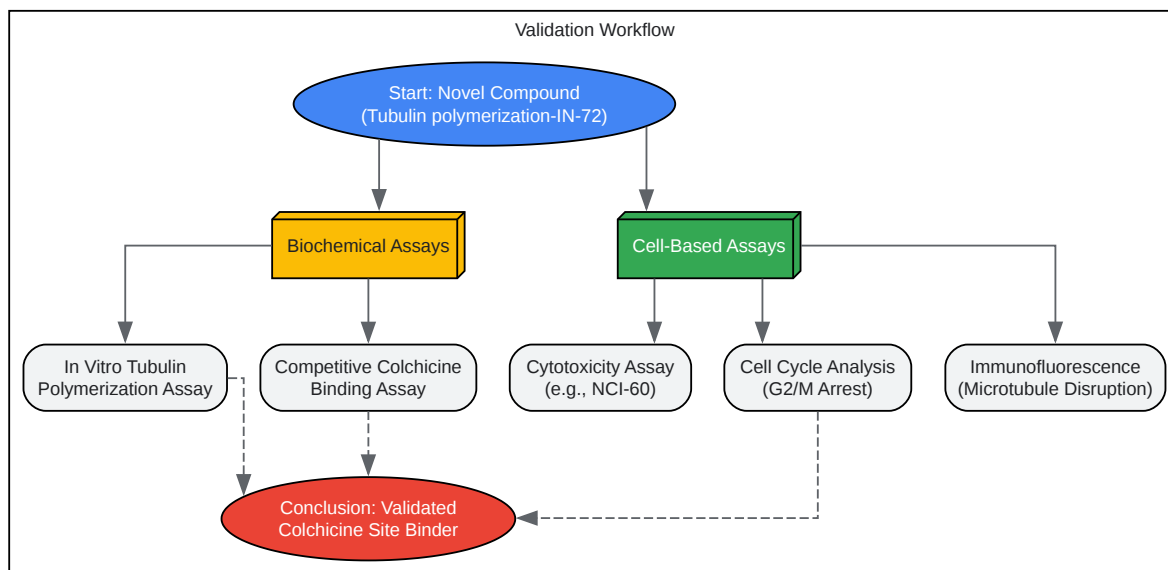 Validation Workflow
Start: Novel Compound
(Tubulin polymerization-IN-72)
Biochemical Assays
Cell-Based Assays
In Vitro Tubulin
Polymerization Assay
Competitive Colchicine
Binding Assay
Cytotoxicity Assay
(e.g., NCI-60)
Cell Cycle Analysis
(G2/M Arrest)
Immunofluorescence
(Microtubule Disruption)
Conclusion: Validated
Colchicine Site Binder